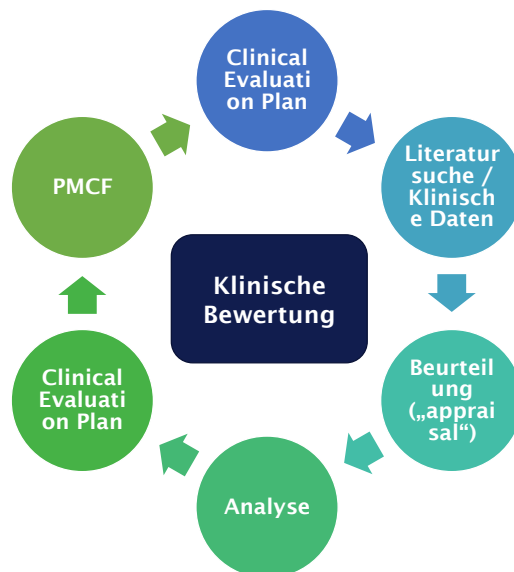 Clinical
Evaluati
on Plan
Literatur
suche /
Klinisch
e Daten
Beurteil
ung
(„apprai
sal“)
Analyse
Clinical
Evaluati
on Plan
PMCF
Klinische
Bewertung